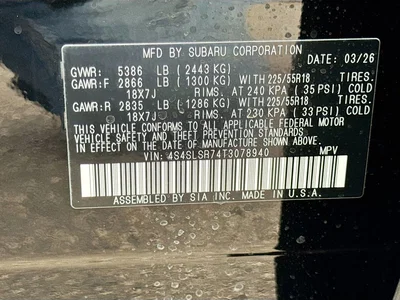 MFD BY SUBARU CORPORATION DATE: 03/26
GVWR: 5386 LB (2443 KG)
GAWR:F 2866 LB (1300 KG) WITH 225/55R18 TIRES.
18X7J RIMS. AT 240 KPA (35 PSI) COLD
GAWR:R 2835 LB (1286 KG) WITH 225/55R18 TIRES.
18X7J RIMS. AT 230 KPA (33 PSI) COLD
THIS VEHICLE CONFORMS TO ALL APPLICABLE FEDERAL MOTOR
VEHICLE SAFETY STANDARDS IN EFFECT ON THE DATE OF
MANUFACTURE SHOWN ABOVE.
VIN: 4S4SLSR74T3078940 MPV
ASSEMBLED BY SIA INC. MADE IN U.S.A.